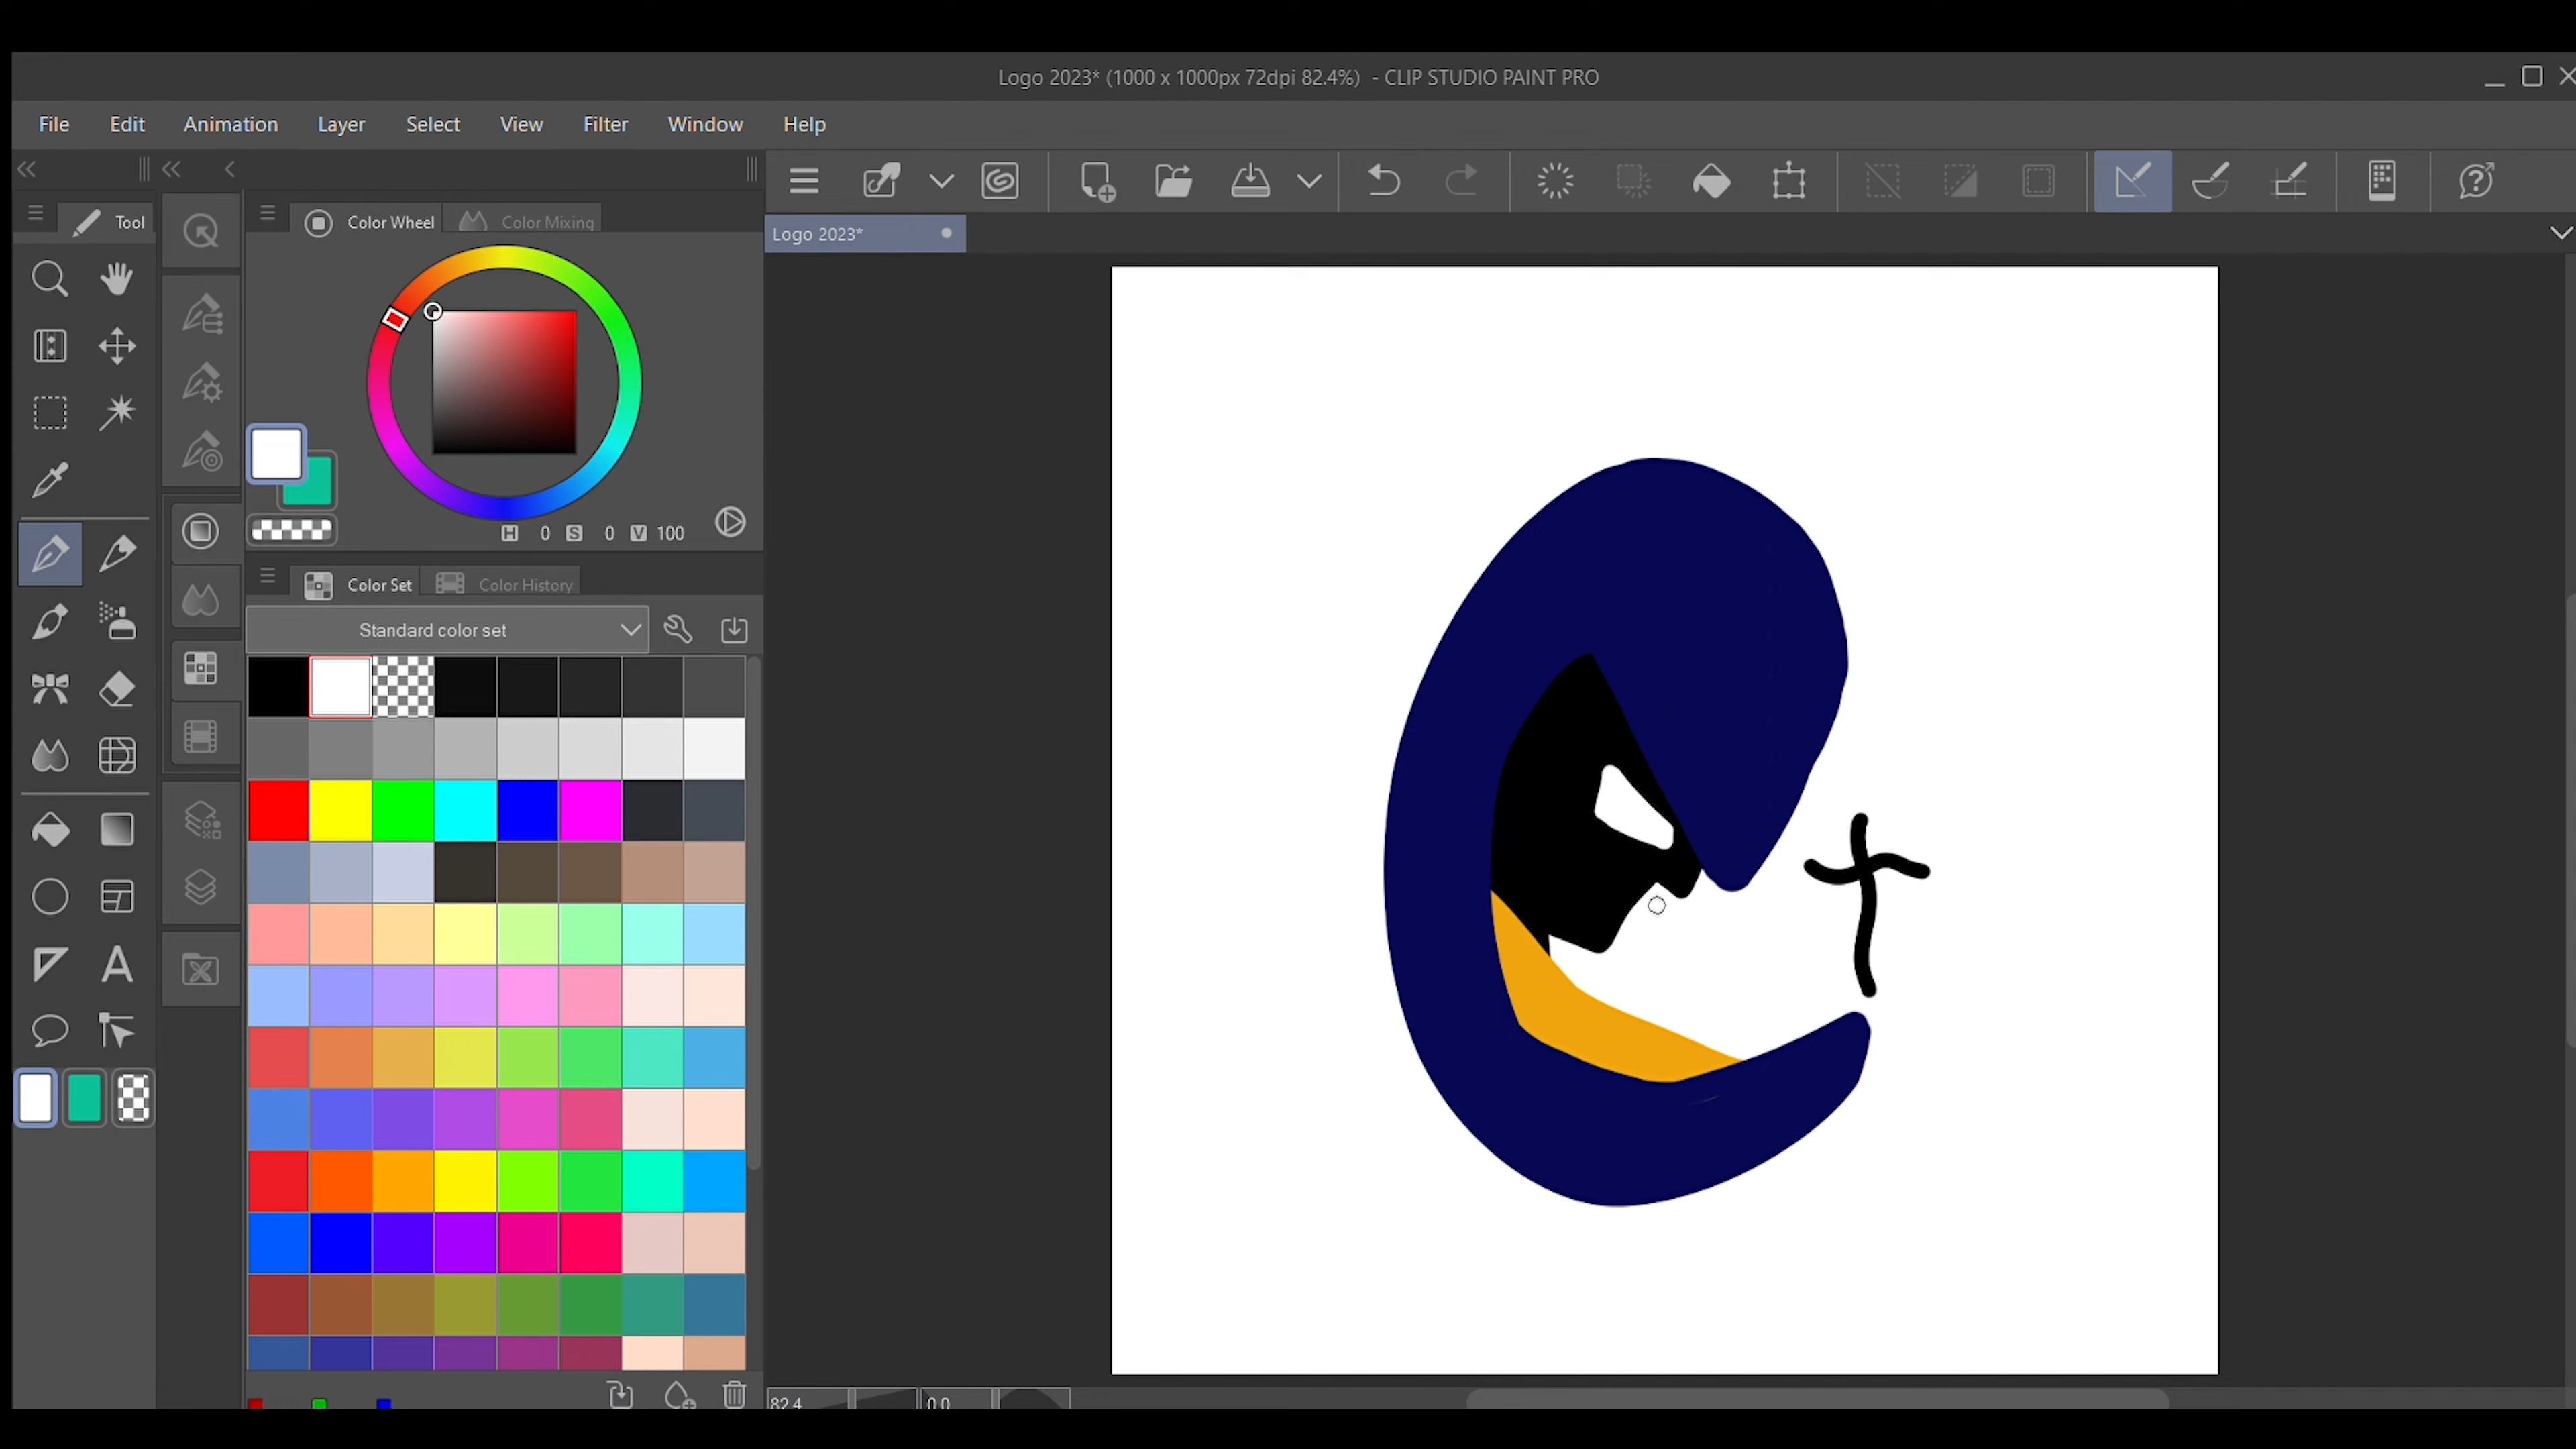 Logo 2023* (1000 x 1000px 72dpi 82.4%) - CLIP STUDIO PAINT PRO
File Edit Animation Layer Select View Filter Window Help
Tool Color Wheel Color Mixing
Logo 2023*
H 0 S 0 V 100
Color Set Color History
Standard color set
82.4 0.0